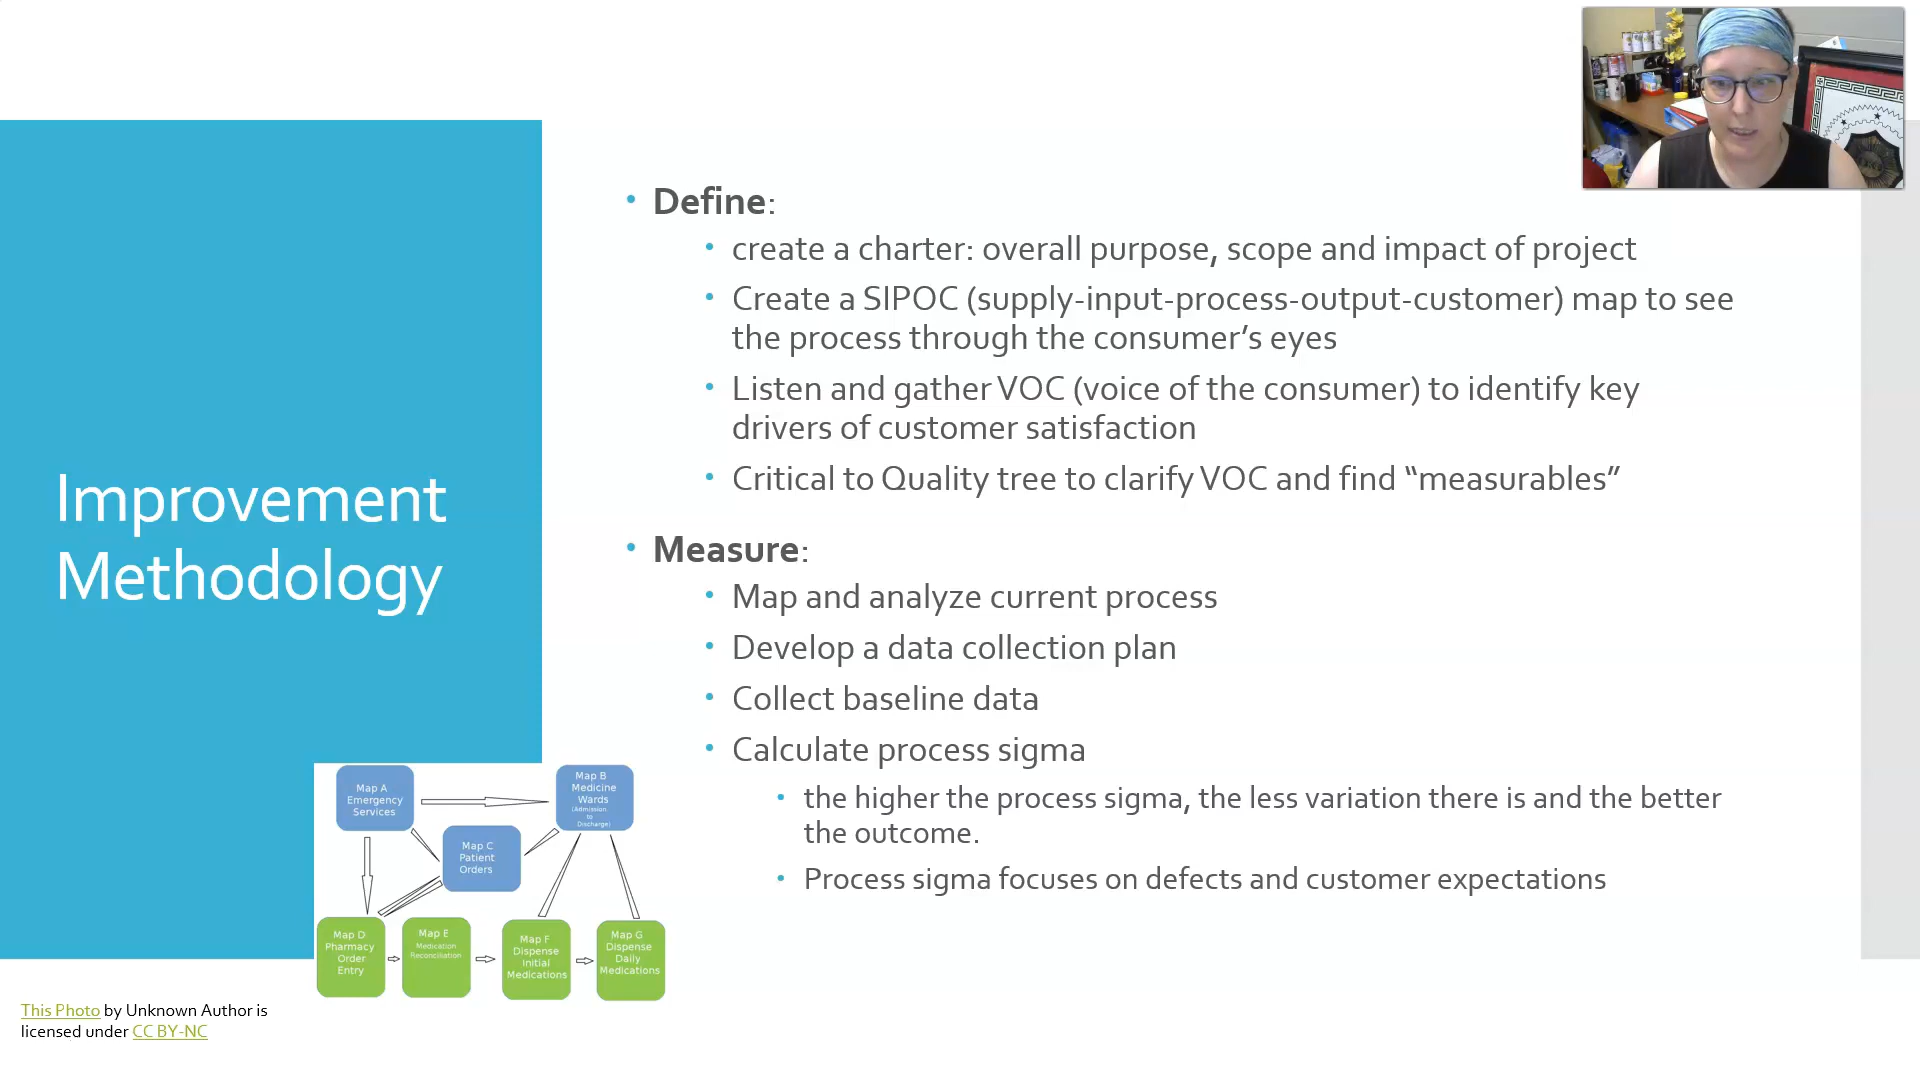 Improvement
Methodology
Define:
create a charter: overall purpose, scope and impact of project
Create a SIPOC (supply-input-process-output-customer) map to see
the process through the consumer’s eyes
Listen and gather VOC (voice of the consumer) to identify key
drivers of customer satisfaction
Critical to Quality tree to clarify VOC and find “measurables”
Measure:
Map and analyze current process
Develop a data collection plan
Collect baseline data
Calculate process sigma
the higher the process sigma, the less variation there is and the better
the outcome.
Process sigma focuses on defects and customer expectations
Map A
Emergency
Services
Map B
Medicine
Wards
(Admission
to
Discharge)
Map C
Patient
Orders
Map D
Pharmacy
Order
Entry
Map E
Medication
Reconciliation
Map F
Dispense
Initial
Medications
Map G
Dispense
Daily
Medications
This Photo by Unknown Author is
licensed under CC BY-NC